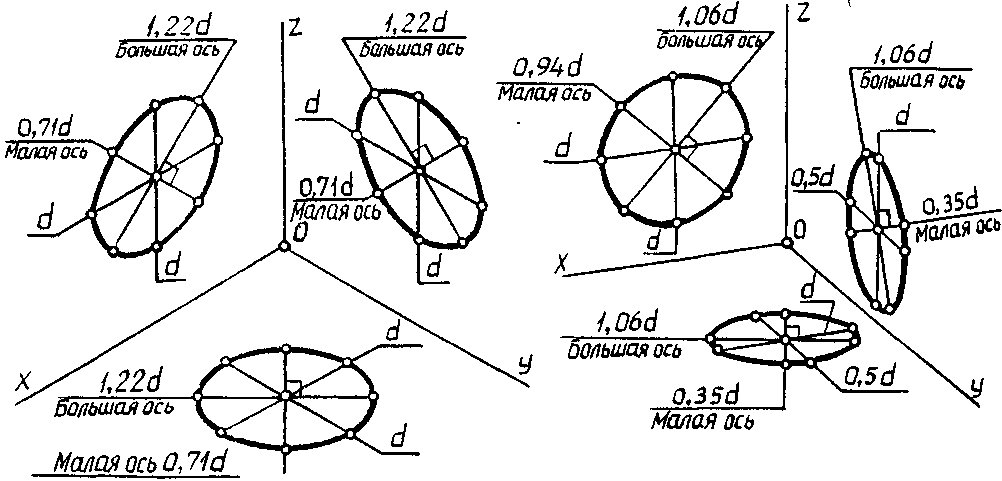 1,22d
Большая ось
Z
1,22d
Большая ось
0,71d
Малая ось
d
d
0,71d
Малая ось
d
d
0
X
y
d
1,22d
Большая ось
d
Малая ось 0,71d
1,06d
Большая ось
Z
0,94d
Малая ось
d
d
1,06d
Большая ось
d
0,5d
0,35d
Малая ось
0
X
y
d
1,06d
Большая ось
0,5d
0,35d
Малая ось